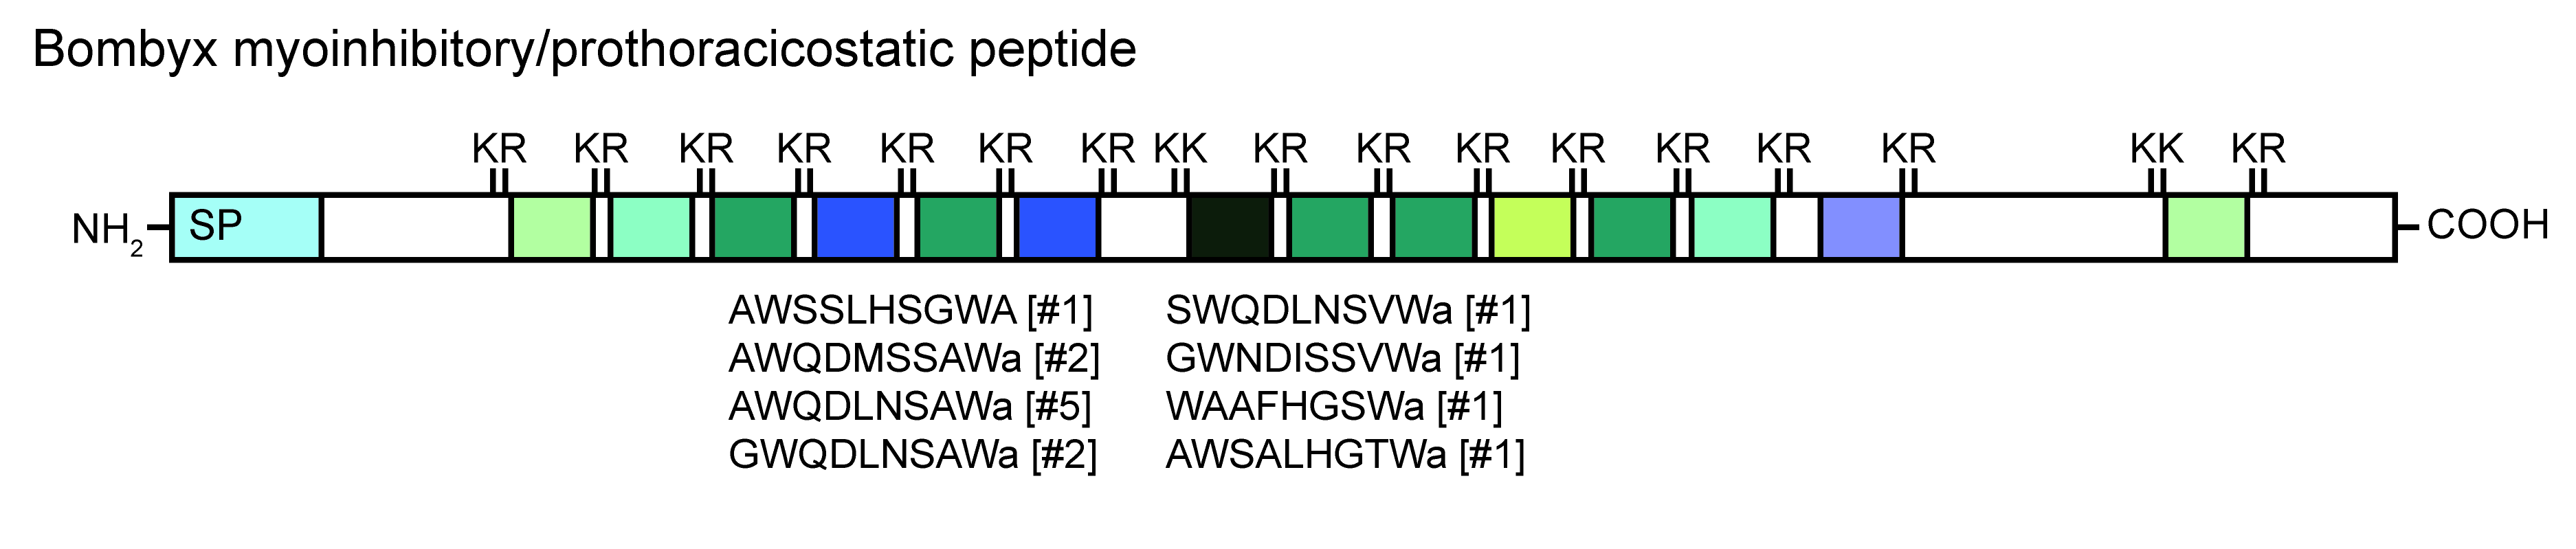 Bombyx myoinhibitory/prothoracicostatic peptide
KR KR KR KR KR KR KR KK KR KR KR KR KR KR KR KK KR
NH2 SP COOH
AWSSLHSGWA [#1] SWQDLNSVWa [#1]
AWQDMSSAWa [#2] GWNDISSVWa [#1]
AWQDLNSAWa [#5] WAAFHGSWa [#1]
GWQDLNSAWa [#2] AWSALHGTWa [#1]